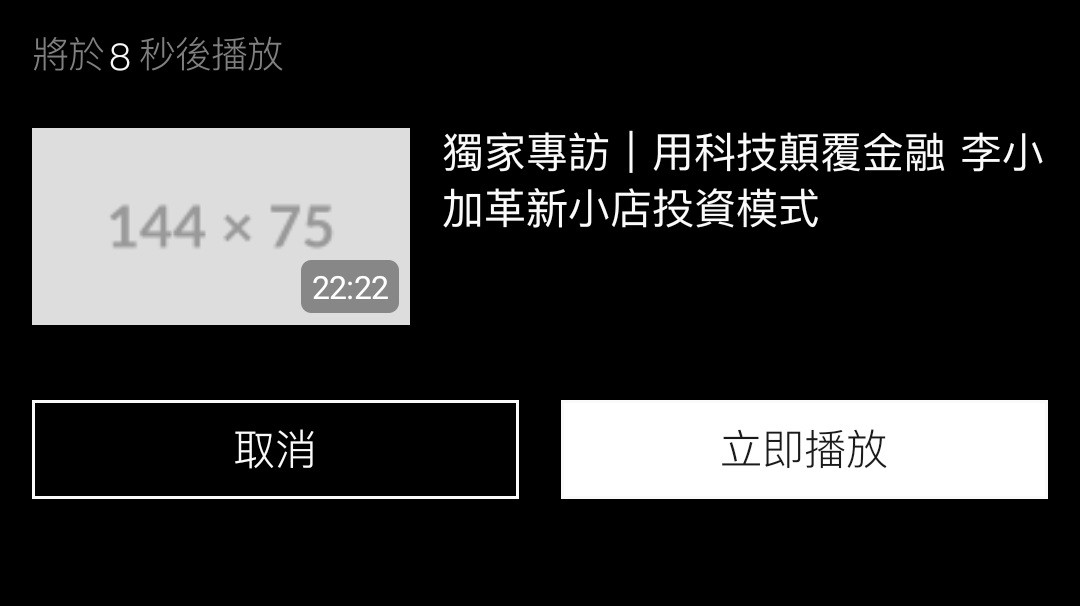 將於 8 秒後播放
獨家專訪｜用科技顛覆金融 李小
加革新小店投資模式
144 × 75
22:22
取消
立即播放